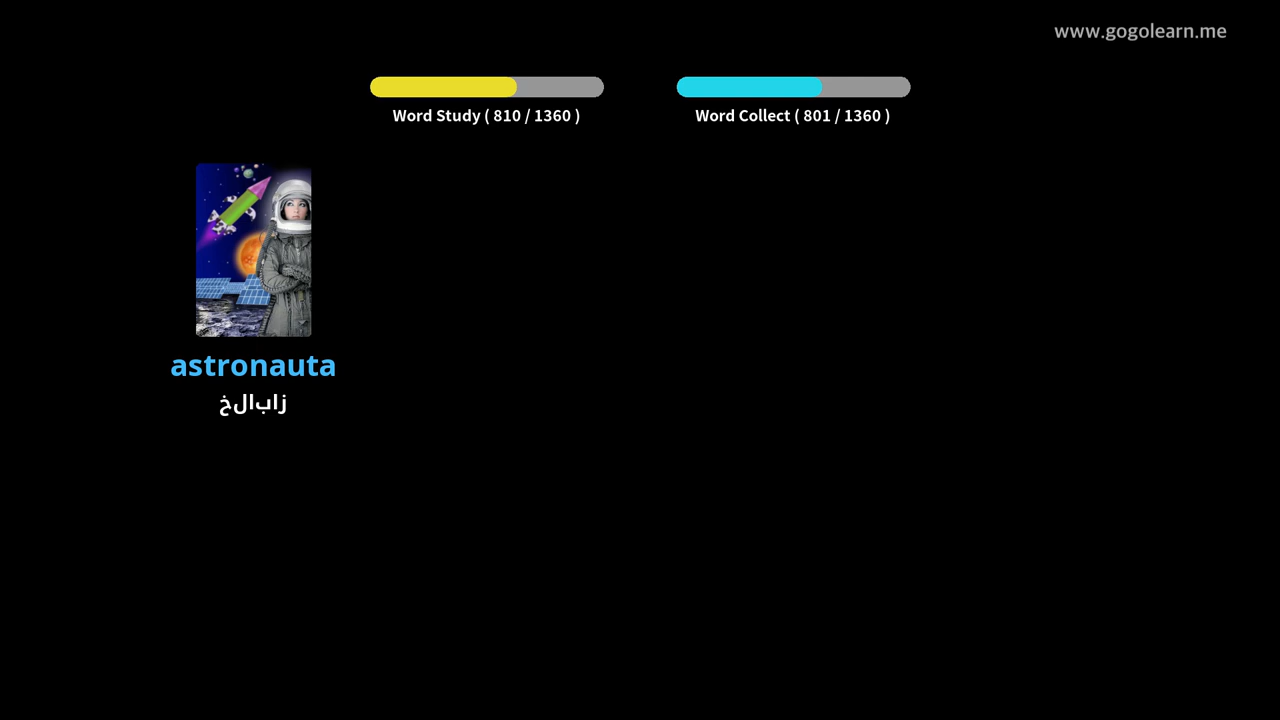 www.gogolearn.me
Word Study ( 810 / 1360 )
Word Collect ( 801 / 1360 )
astronauta
زابالخ